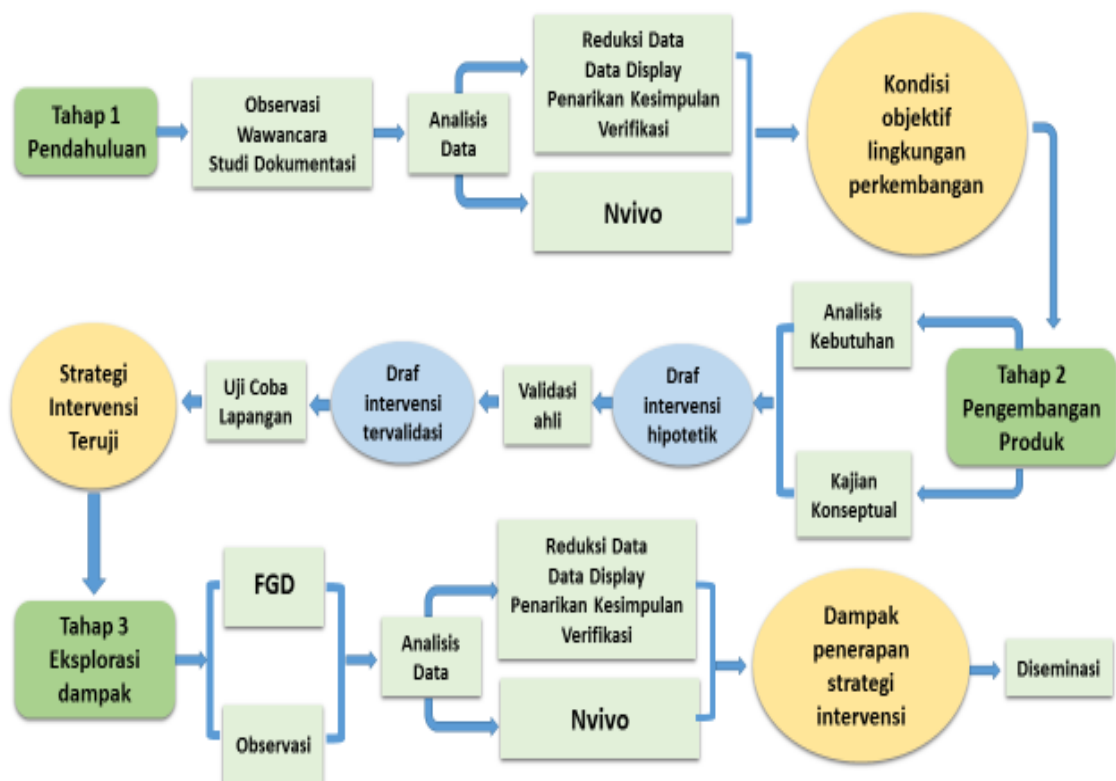 Tahap 1
Pendahuluan
Observasi
Wawancara
Studi Dokumentasi
Analisis
Data
Reduksi Data
Data Display
Penarikan Kesimpulan
Verifikasi
Nvivo
Kondisi
objektif
lingkungan
perkembangan
Tahap 2
Pengembangan
Produk
Analisis
Kebutuhan
Kajian
Konseptual
Draf
intervensi
hipotetik
Validasi
ahli
Draf
intervensi
tervalidasi
Uji Coba
Lapangan
Strategi
Intervensi
Teruji
Tahap 3
Eksplorasi
dampak
FGD
Observasi
Analisis
Data
Reduksi Data
Data Display
Penarikan Kesimpulan
Verifikasi
Nvivo
Dampak
penerapan
strategi
intervensi
Diseminasi